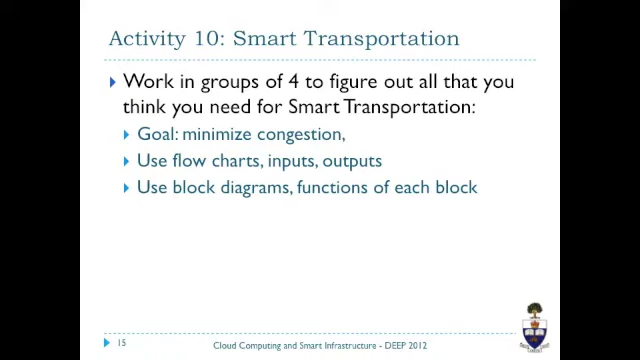 Activity 10: Smart Transportation
Work in groups of 4 to figure out all that you
think you need for Smart Transportation:
Goal: minimize congestion,
Use flow charts, inputs, outputs
Use block diagrams, functions of each block
15
Cloud Computing and Smart Infrastructure - DEEP 2012